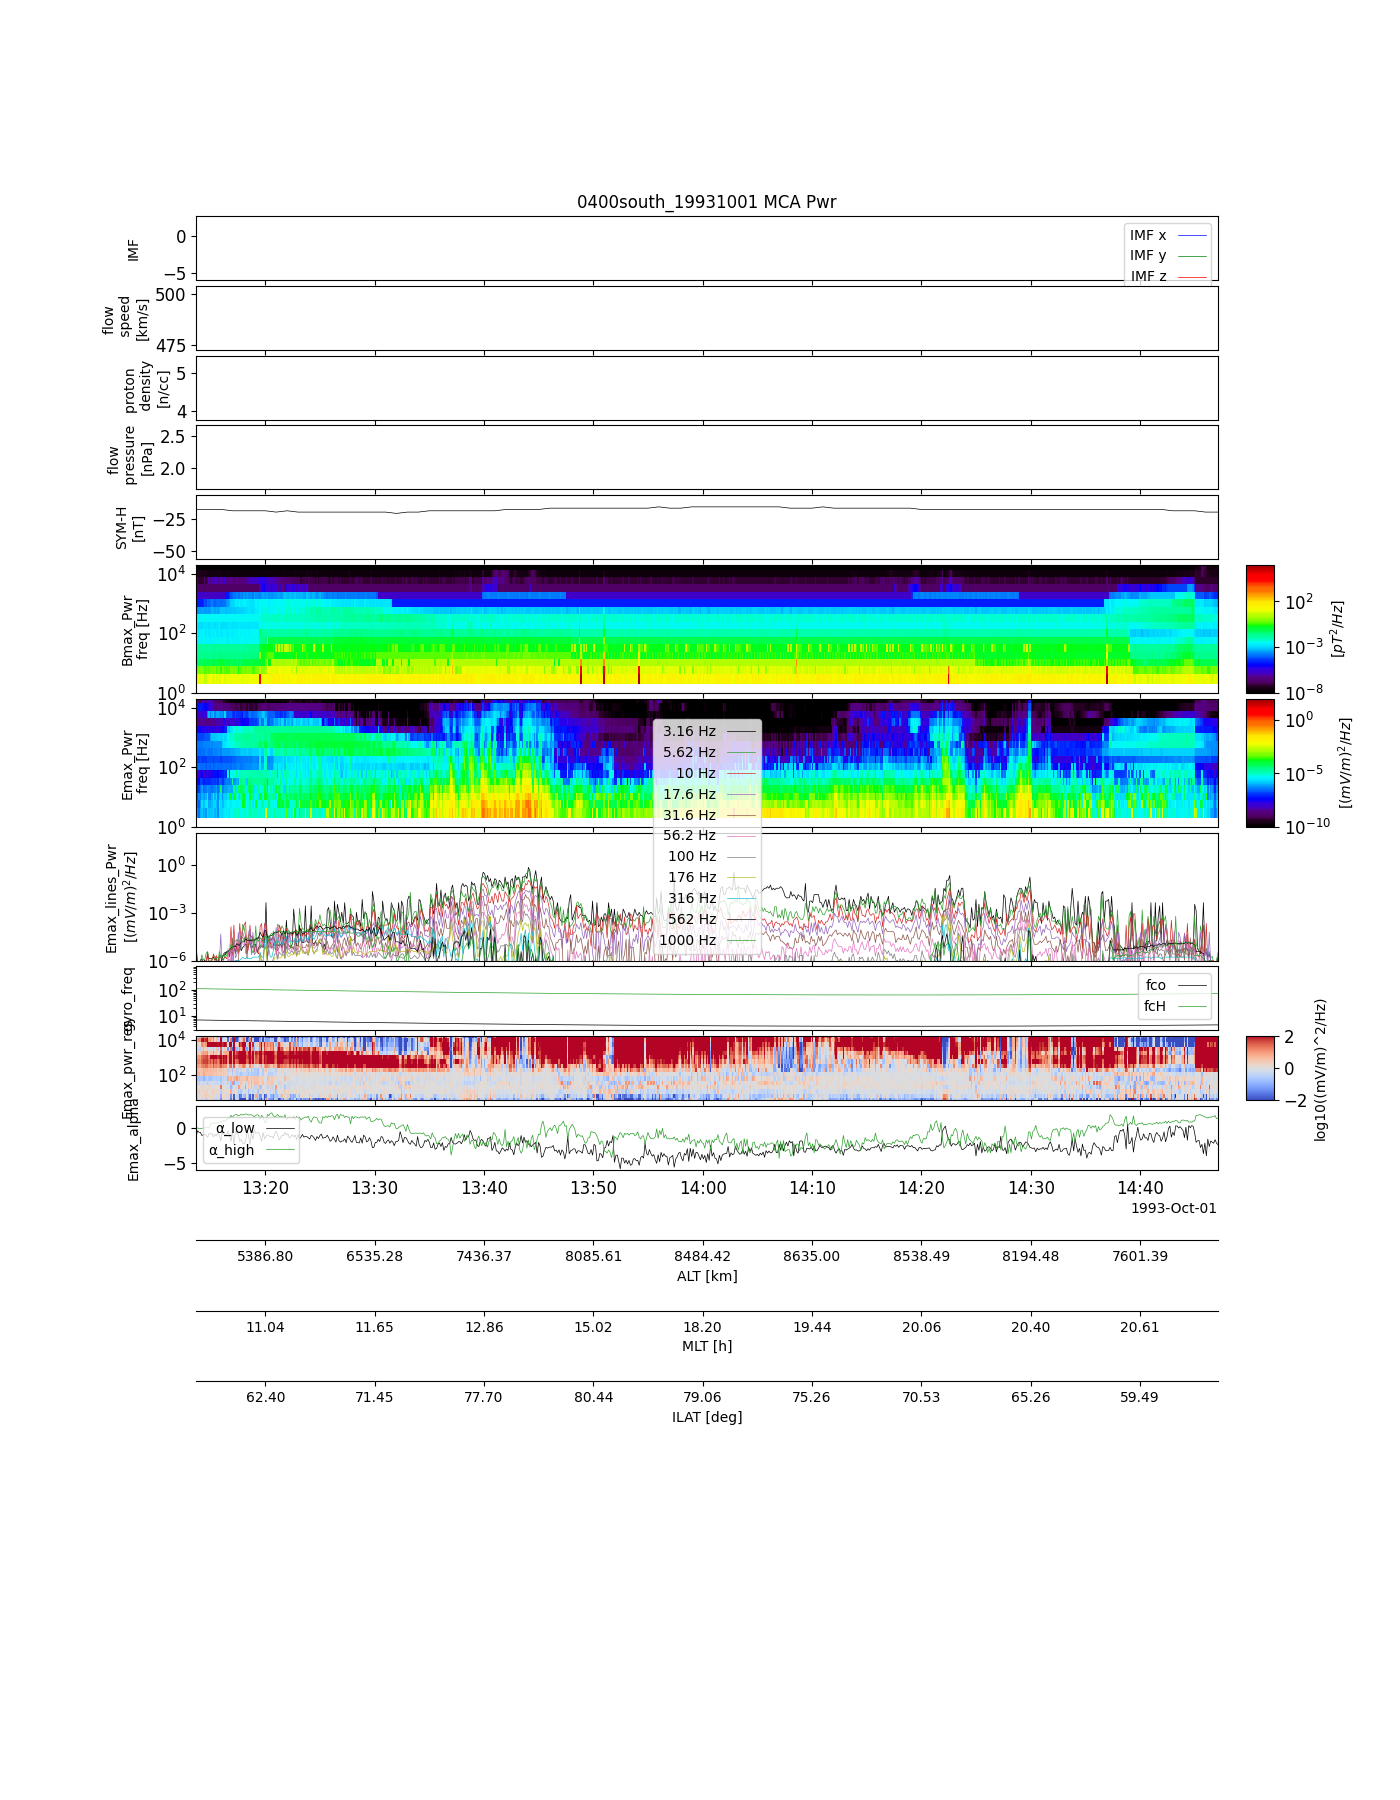 0400south_19931001 MCA Pwr
IMF
0
−5
IMF x
IMF y
IMF z
flow
speed
[km/s]
500
475
proton
density
[n/cc]
5
4
flow
pressure
[nPa]
2.5
2.0
SYM-H
[nT]
−25
−50
Bmax_Pwr
freq [Hz]
10^4
10^2
10^0
10^2
10^−3
10^−8
[pT^2/Hz]
Emax_Pwr
freq [Hz]
10^4
10^2
10^0
10^0
10^−5
10^−10
[(mV/m)^2/Hz]
3.16 Hz
5.62 Hz
10 Hz
17.6 Hz
31.6 Hz
56.2 Hz
100 Hz
176 Hz
316 Hz
562 Hz
1000 Hz
Emax_lines_Pwr
[(mV/m)^2/Hz]
10^0
10^−3
10^−6
gyro_freq
10^2
10^1
fco
fcH
Emax_pwr_res
10^4
10^2
2
0
−2
log10((mV/m)^2/Hz)
Emax_alpha
0
−5
α_low
α_high
13:20 13:30 13:40 13:50 14:00 14:10 14:20 14:30 14:40
1993-Oct-01
5386.80 6535.28 7436.37 8085.61 8484.42 8635.00 8538.49 8194.48 7601.39
ALT [km]
11.04 11.65 12.86 15.02 18.20 19.44 20.06 20.40 20.61
MLT [h]
62.40 71.45 77.70 80.44 79.06 75.26 70.53 65.26 59.49
ILAT [deg]